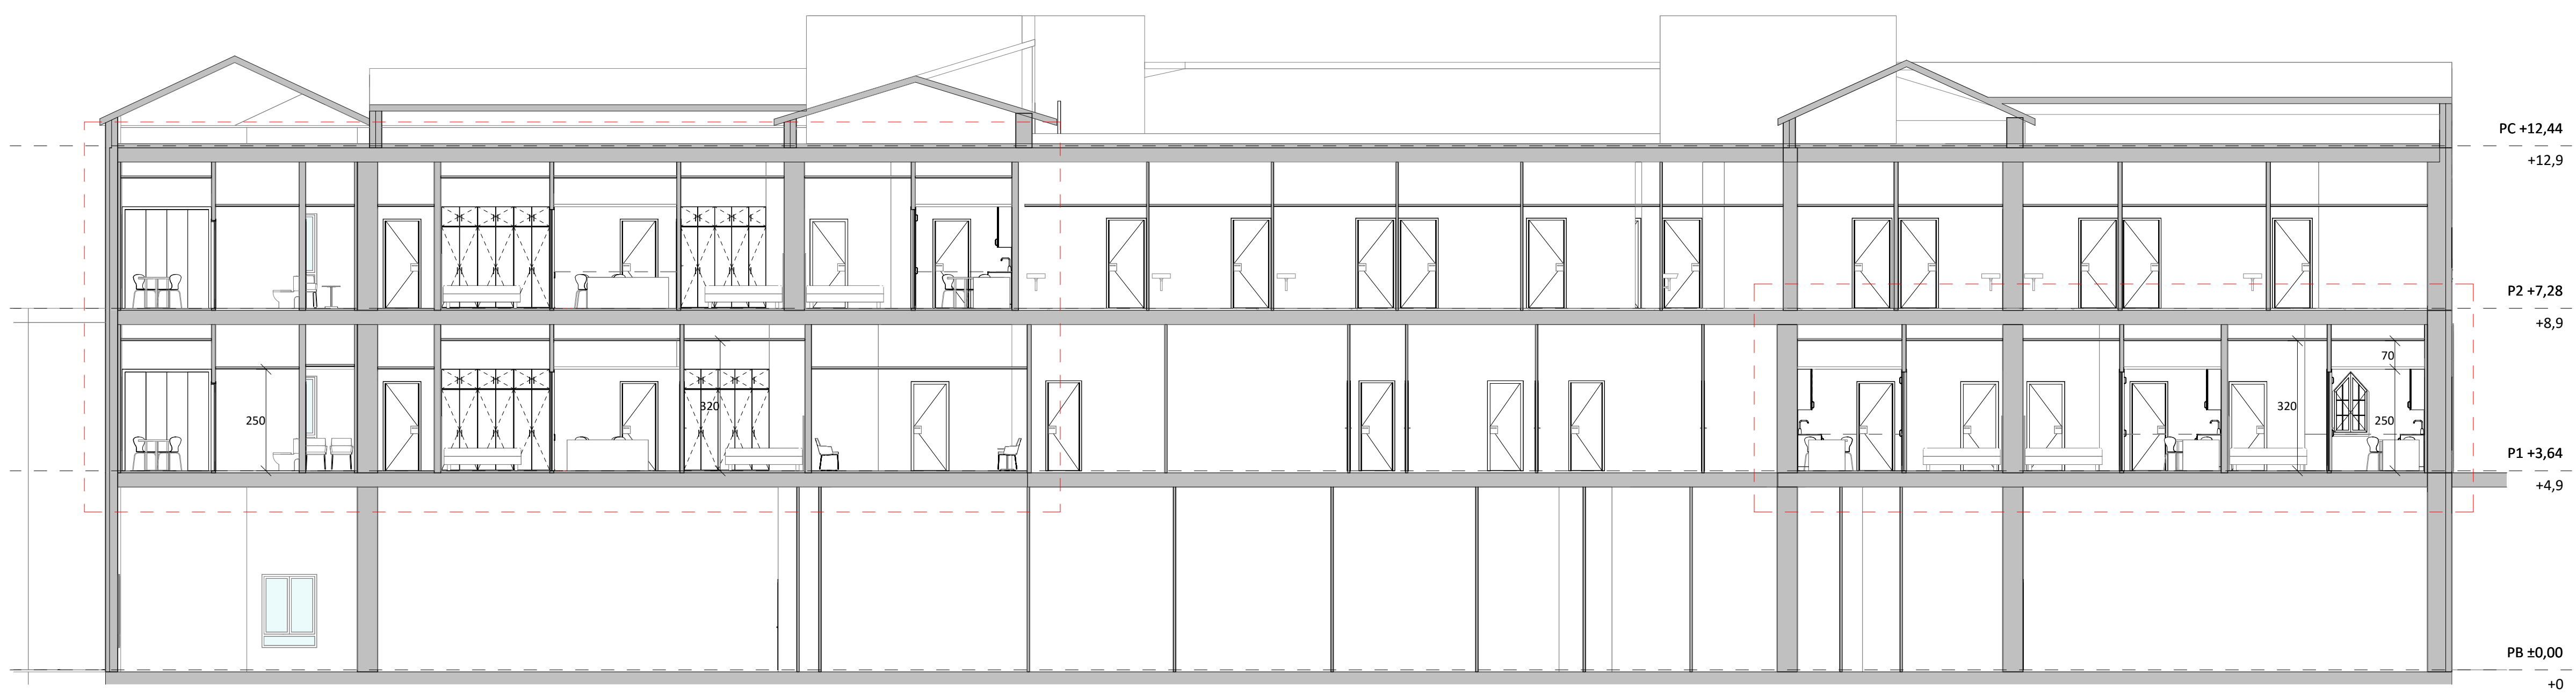 PC +12,44
+12,9
P2 +7,28
+8,9
70
320
320
250
250
P1 +3,64
+4,9
PB ±0,00
+0